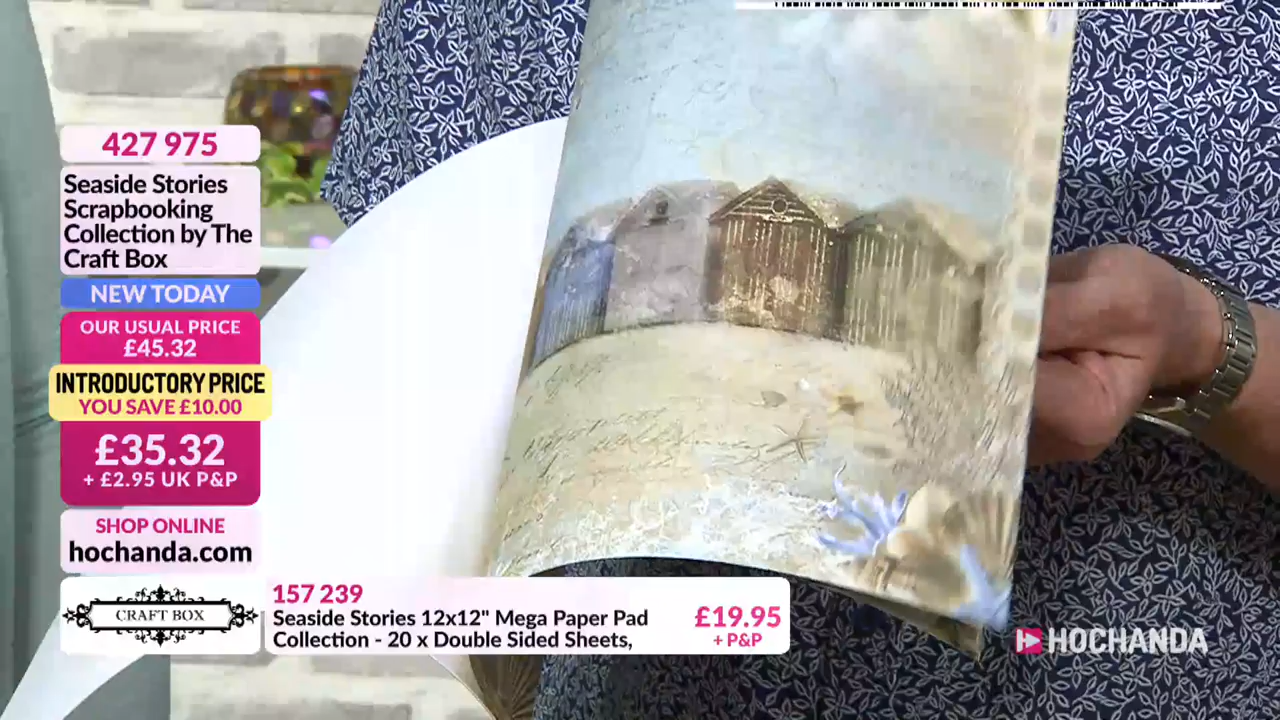 427 975
Seaside Stories
Scrapbooking
Collection by The
Craft Box
NEW TODAY
OUR USUAL PRICE
£45.32
INTRODUCTORY PRICE
YOU SAVE £10.00
£35.32
+ £2.95 UK P&P
SHOP ONLINE
hochanda.com
CRAFT BOX
157 239
Seaside Stories 12x12" Mega Paper Pad
Collection - 20 x Double Sided Sheets,
£19.95
+ P&P
HOCHANDA